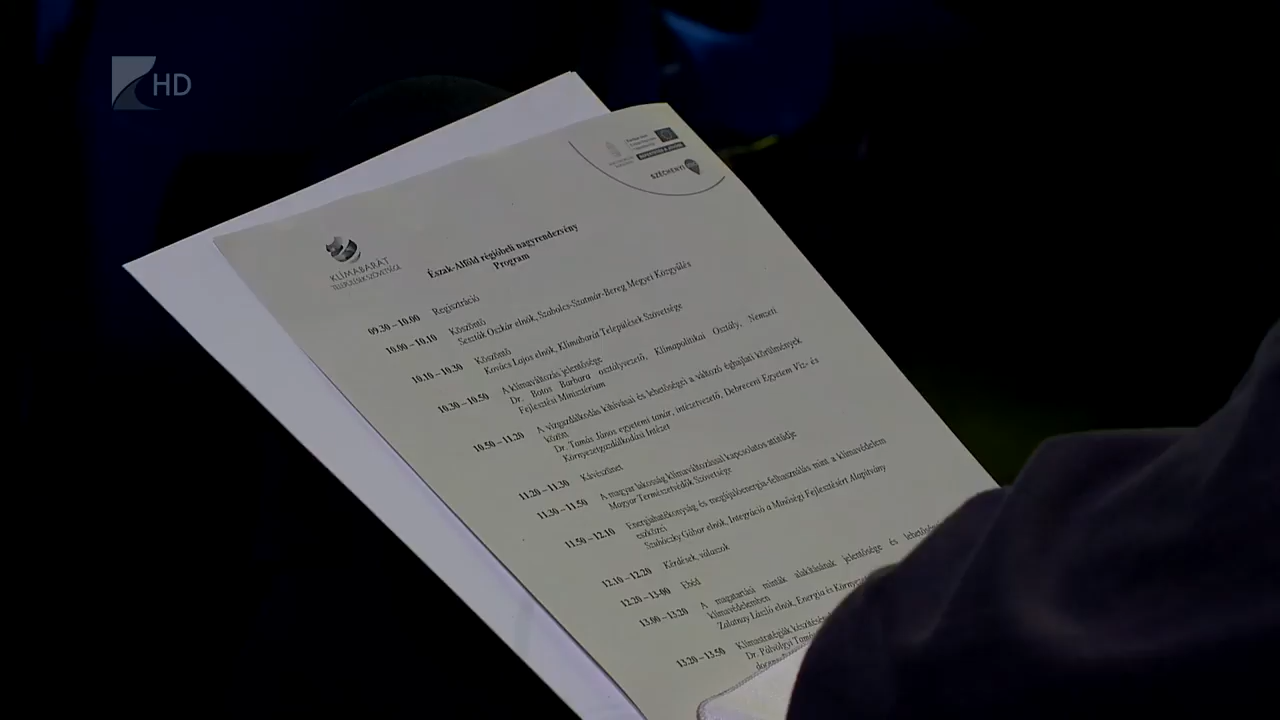 HD
SZÉCHENYI
KLÍMABARÁT
TELEPÜLÉSEK SZÖVETSÉGE
Észak-Alföld régióbeli nagyrendezvény
Program
09.30 – 10.00 Regisztráció
10.00 – 10.10 Köszöntő
Seszták Oszkár elnök, Szabolcs-Szatmár-Bereg Megyei Közgyűlés
10.10 – 10.30 Köszöntő
Kovács Lajos elnök, Klímabarát Települések Szövetsége
10.30 – 10.50 A klímaváltozás jelentősége
Dr. Botos Barbara osztályvezető, Klímapolitikai Osztály, Nemzeti
Fejlesztési Minisztérium
10.50 – 11.20 A vízgazdálkodás kihívásai és lehetőségei a változó éghajlati körülmények
között
Dr. Tamás János egyetemi tanár, intézetvezető, Debreceni Egyetem Víz- és
Környezetgazdálkodási Intézet
11.20 – 11.30 Kávészünet
11.30 – 11.50 A magyar lakosság klímaváltozással kapcsolatos attitűdje
Magyar Természetvédők Szövetsége
11.50 – 12.10 Energiahatékonyság és megújulóenergia-felhasználás mint a klímavédelem
eszközei
Szabóczky Gábor elnök, Integráció a Minőségi Fejlesztésért Alapítvány
12.10 – 12.20 Kérdések, válaszok
12.20 – 13.00 Ebéd
13.00 – 13.20 A magatartási minták alakításának jelentősége és
klímavédelemben
Zalatnay László elnök, Energia és
13.20 – 13.50 Klímastratégiák
Dr. Pálvölgyi